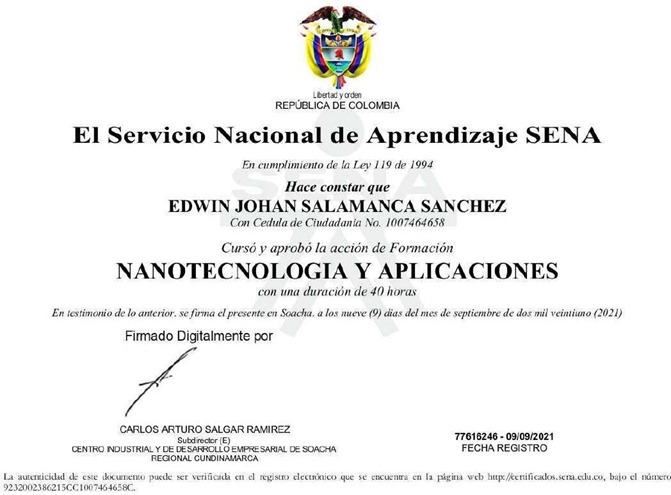 Libertad y orden
REPÚBLICA DE COLOMBIA
El Servicio Nacional de Aprendizaje SENA
En cumplimiento de la Ley 119 de 1994
Hace constar que
EDWIN JOHAN SALAMANCA SANCHEZ
Con Cedula de Ciudadanía No. 1007464658
Cursó y aprobó la acción de Formación
NANOTECNOLOGIA Y APLICACIONES
con una duración de 40 horas
En testimonio de lo anterior, se firma el presente en Soacha, a los nueve (9) dias del mes de septiembre de dos mil veintiuno (2021)
Firmado Digitalmente por
CARLOS ARTURO SALGAR RAMIREZ
Subdirector (E)
CENTRO INDUSTRIAL Y DE DESARROLLO EMPRESARIAL DE SOACHA
REGIONAL CUNDINAMARCA
77616246 - 09/09/2021
FECHA REGISTRO
La autenticidad de este documento puede ser verificada en el registro electrónico que se encuentra en la página web http://certificados.sena.edu.co, bajo el número
9232002386215CC1007464658C.
SENA